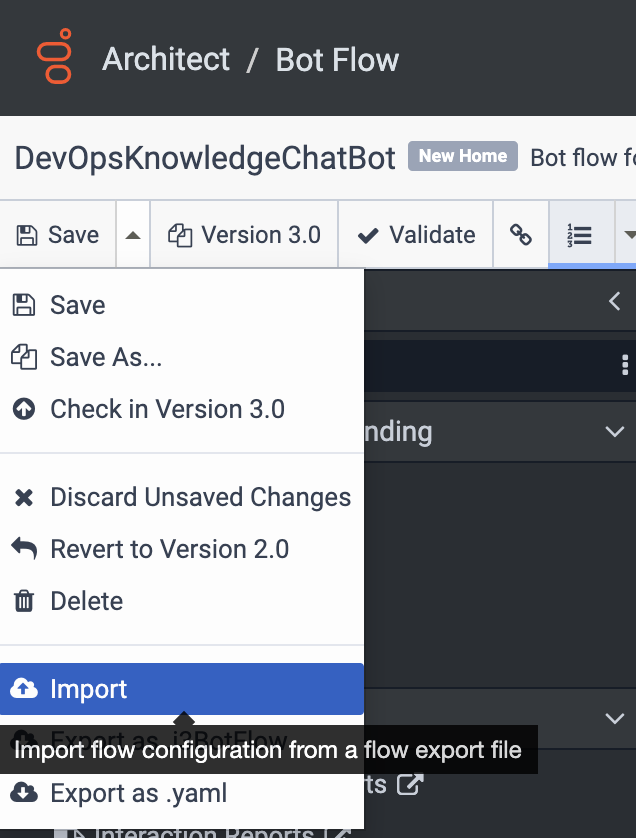 Architect / Bot Flow
DevOpsKnowledgeChatBot New Home Bot flow fo
Save Version 3.0 Validate
Save
Save As...
Check in Version 3.0
nding
Discard Unsaved Changes
Revert to Version 2.0
Delete
Import
Export as .i3BotFlow
Import flow configuration from a flow export file
ts
Export as .yaml
Interaction Reports